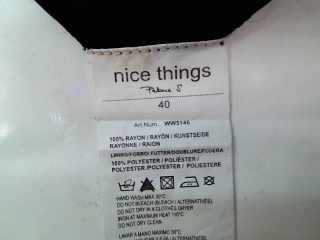 nice things
Paloma S
40
Art.Num.: WW5146
100% RAYON / RAYÓN / KUNSTSEIDE
RAYONNE / RAION
LINING/FORRO/ FUTTER/DOUBLURE/FODERA
100% POLYESTER / POLIÉSTER /
POLYESTER /POLYESTER / POLIESTERE
HAND WASH MAX 30°C
DO NOT BLEACH (BLEACH / ALTERNATIVES)
DO NOT DRY IN A CLOTHES DRYER
IRON AT MAXIMUM HEAT 110°C
DO NOT DRY CLEAN
LAVAR A MANO MAXIMO 30°C